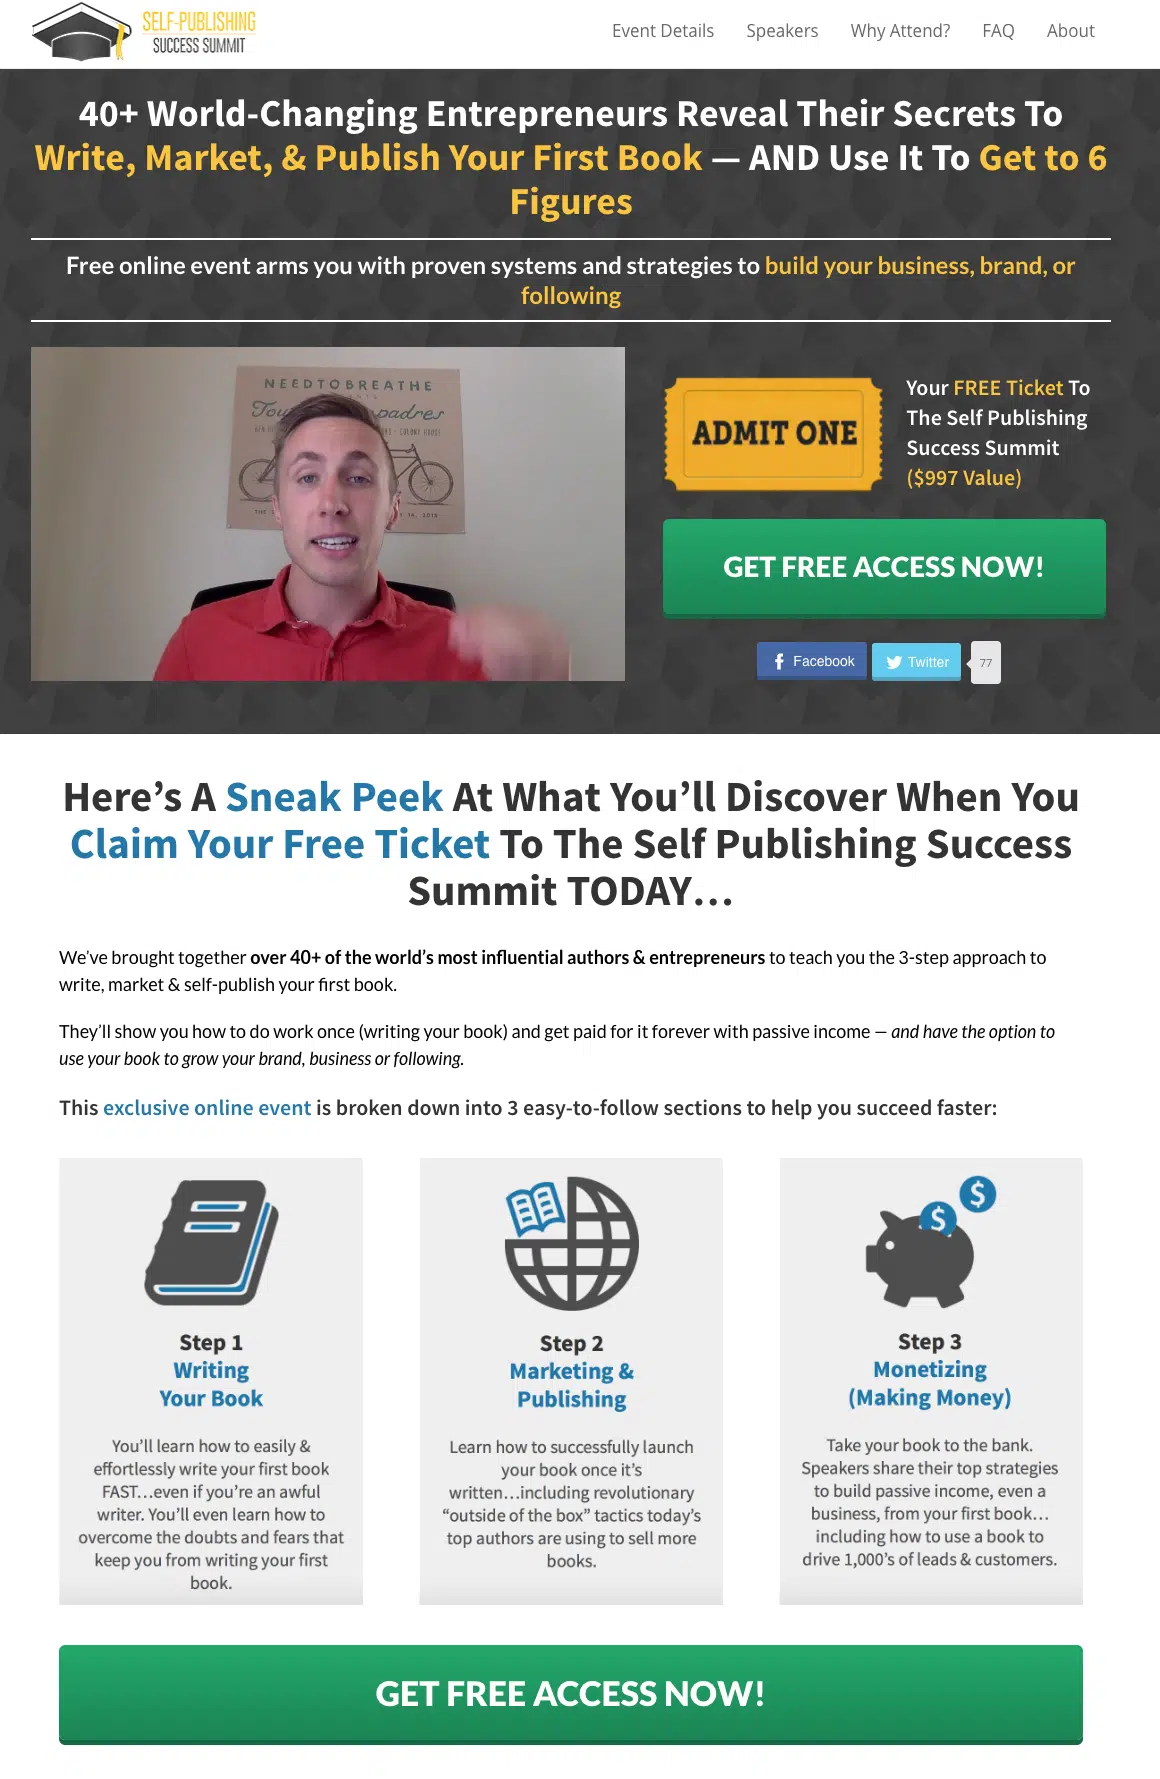 SELF-PUBLISHING
SUCCESS SUMMIT
Event Details
Speakers
Why Attend?
FAQ
About
40+ World-Changing Entrepreneurs Reveal Their Secrets To
Write, Market, & Publish Your First Book — AND Use It To Get to 6
Figures
Free online event arms you with proven systems and strategies to build your business, brand, or
following
NEEDTOBREATHE
ADMIT ONE
Your FREE Ticket To
The Self Publishing
Success Summit
($997 Value)
GET FREE ACCESS NOW!
Facebook
Twitter
77
Here’s A Sneak Peek At What You’ll Discover When You
Claim Your Free Ticket To The Self Publishing Success
Summit TODAY…
We’ve brought together over 40+ of the world’s most influential authors & entrepreneurs to teach you the 3-step approach to
write, market & self-publish your first book.
They’ll show you how to do work once (writing your book) and get paid for it forever with passive income — and have the option to
use your book to grow your brand, business or following.
This exclusive online event is broken down into 3 easy-to-follow sections to help you succeed faster:
Step 1
Writing
Your Book
You’ll learn how to easily &
effortlessly write your first book
FAST…even if you’re an awful
writer. You’ll even learn how to
overcome the doubts and fears that
keep you from writing your first
book.
Step 2
Marketing &
Publishing
Learn how to successfully launch
your book once it’s
written…including revolutionary
“outside of the box” tactics today’s
top authors are using to sell more
books.
$
$
Step 3
Monetizing
(Making Money)
Take your book to the bank.
Speakers share their top strategies
to build passive income, even a
business, from your first book…
including how to use a book to
drive 1,000’s of leads & customers.
GET FREE ACCESS NOW!